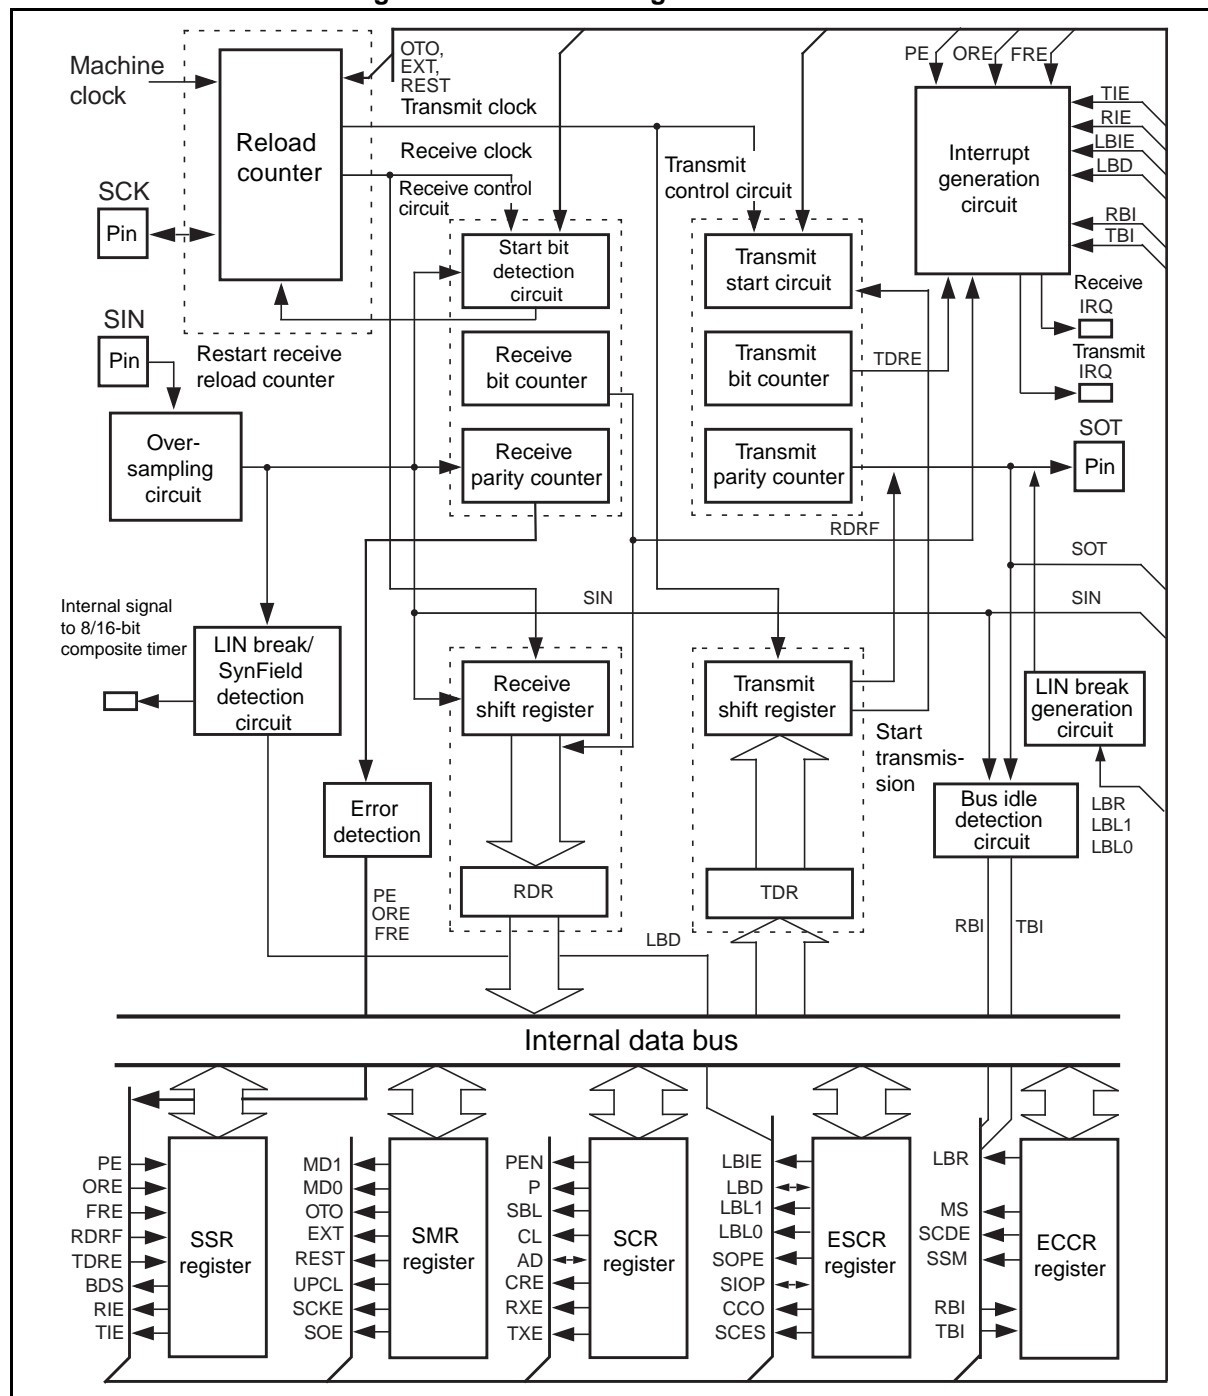 Machine
clock
OTO,
EXT,
REST
Transmit clock
Reload
counter
Receive clock
Receive control
circuit
Transmit
control circuit
PE
ORE
FRE
TIE
RIE
LBIE
LBD
RBI
TBI
Interrupt
generation
circuit
SCK
Pin
Start bit
detection
circuit
Transmit
start circuit
Receive
IRQ
Transmit
IRQ
SIN
Pin
Restart receive
reload counter
Receive
bit counter
Transmit
bit counter
TDRE
Over-
sampling
circuit
Receive
parity counter
Transmit
parity counter
SOT
Pin
RDRF
SOT
SIN
SIN
Internal signal
to 8/16-bit
composite timer
LIN break/
SynField
detection
circuit
Receive
shift register
Transmit
shift register
Start
transmis-
sion
LIN break
generation
circuit
Error
detection
Bus idle
detection
circuit
LBR
LBL1
LBL0
PE
ORE
FRE
RDR
TDR
LBD
RBI
TBI
Internal data bus
PE
ORE
FRE
RDRF
TDRE
BDS
RIE
TIE
SSR
register
MD1
MD0
OTO
EXT
REST
UPCL
SCKE
SOE
SMR
register
PEN
P
SBL
CL
AD
CRE
RXE
TXE
SCR
register
LBIE
LBD
LBL1
LBL0
SOPE
SIOP
CCO
SCES
ESCR
register
LBR
MS
SCDE
SSM
RBI
TBI
ECCR
register